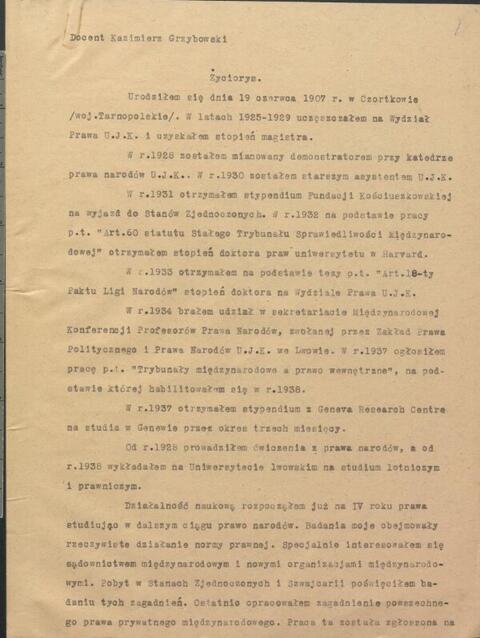 Docent Kazimierz Grzybowski
Życiorys.
Urodziłem się dnia 19 czerwca 1907 r. w Czortkowie
/woj.Tarnopolskie/. W latach 1925-1929 uczęszczałem na Wydział
Prawa U.J.K. i uzyskałem stopień magistra.
W r.1928 zostałem mianowany demonstratorem przy katedrze
prawa narodów U.J.K.. W r.1930 zostałem starszym asystentem U.J.K.
W r.1931 otrzymałem stypendium Fundacji Kościuszkowskiej
na wyjazd do Stanów Zjednoczonych. W r.1932 na podstawie pracy
p.t. "Art.60 statutu Stałego Trybunału Sprawiedliwości Międzynaro-
dowej" otrzymałem stopień doktora praw uniwersytetu w Harvard.
W r.1933 otrzymałem na podstawie tezy p.t. "Art.18-ty
Paktu Ligi Narodów" stopień doktora na Wydziale Prawa U.J.K.
W r.1934 brałem udział w sekretariacie Międzynarodowej
Konferencji Profesorów Prawa Narodów, zwołanej przez Zakład Prawa
Politycznego i Prawa Narodów U.J.K. we Lwowie. W r.1937 ogłosiłem
pracę p.t. "Trybunały międzynarodowe a prawo wewnętrzne", na pod-
stawie której habilitowałem się w r.1938.
W r.1937 otrzymałem stypendium z Geneva Research Centre
na studia w Genewie przez okres trzech miesięcy.
Od r.1928 prowadziłem ćwiczenia z prawa narodów, a od
r.1938 wykładałem na Uniwersytecie lwowskim na studium lotniczym
i prawniczym.
Działalność naukową rozpocząłem już na IV roku prawa
studiując w dalszym ciągu prawo narodów. Badania moje obejmowały
rzeczywiste działanie normy prawnej. Specjalnie interesowałem się
sądownictwem międzynarodowym i nowymi organizacjami międzynarodo-
wymi. Pobyt w Stanach Zjednoczonych i Szwajcarii poświęciłem ba-
daniu tych zagadnień. Ostatnio opracowałem zagadnienie powszechne-
go prawa prywatnego międzynarodowego. Praca ta została zgłoszona na